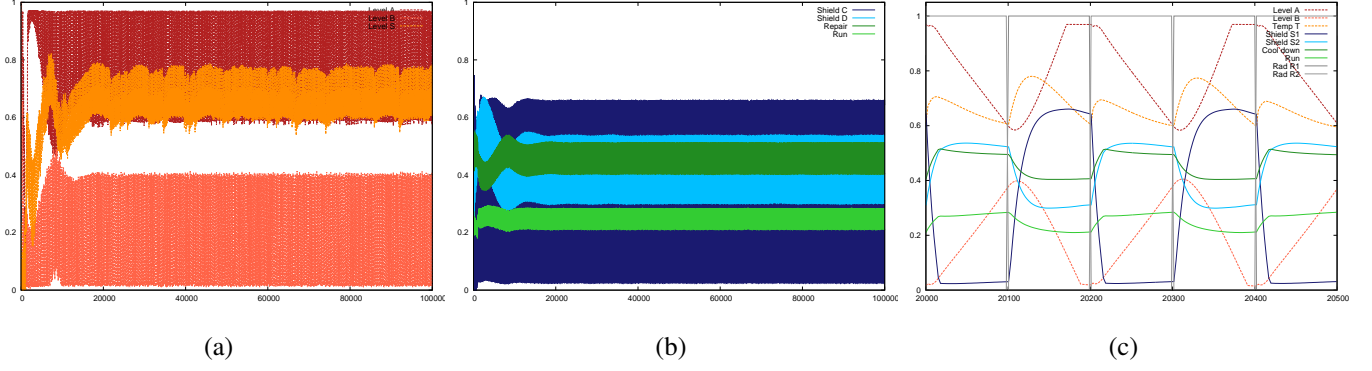 1
0.8
0.6
0.4
0.2
0
0
20000
40000
60000
80000
100000
Level A
Level B
Level S
(a)
1
0.8
0.6
0.4
0.2
0
0
20000
40000
60000
80000
100000
Shield C
Shield D
Repair
Run
(b)
1
0.8
0.6
0.4
0.2
0
20000
20100
20200
20300
20400
20500
Level A
Level B
Temp T
Shield S1
Shield S2
Cool down
Run
Rad R1
Rad R2
(c)